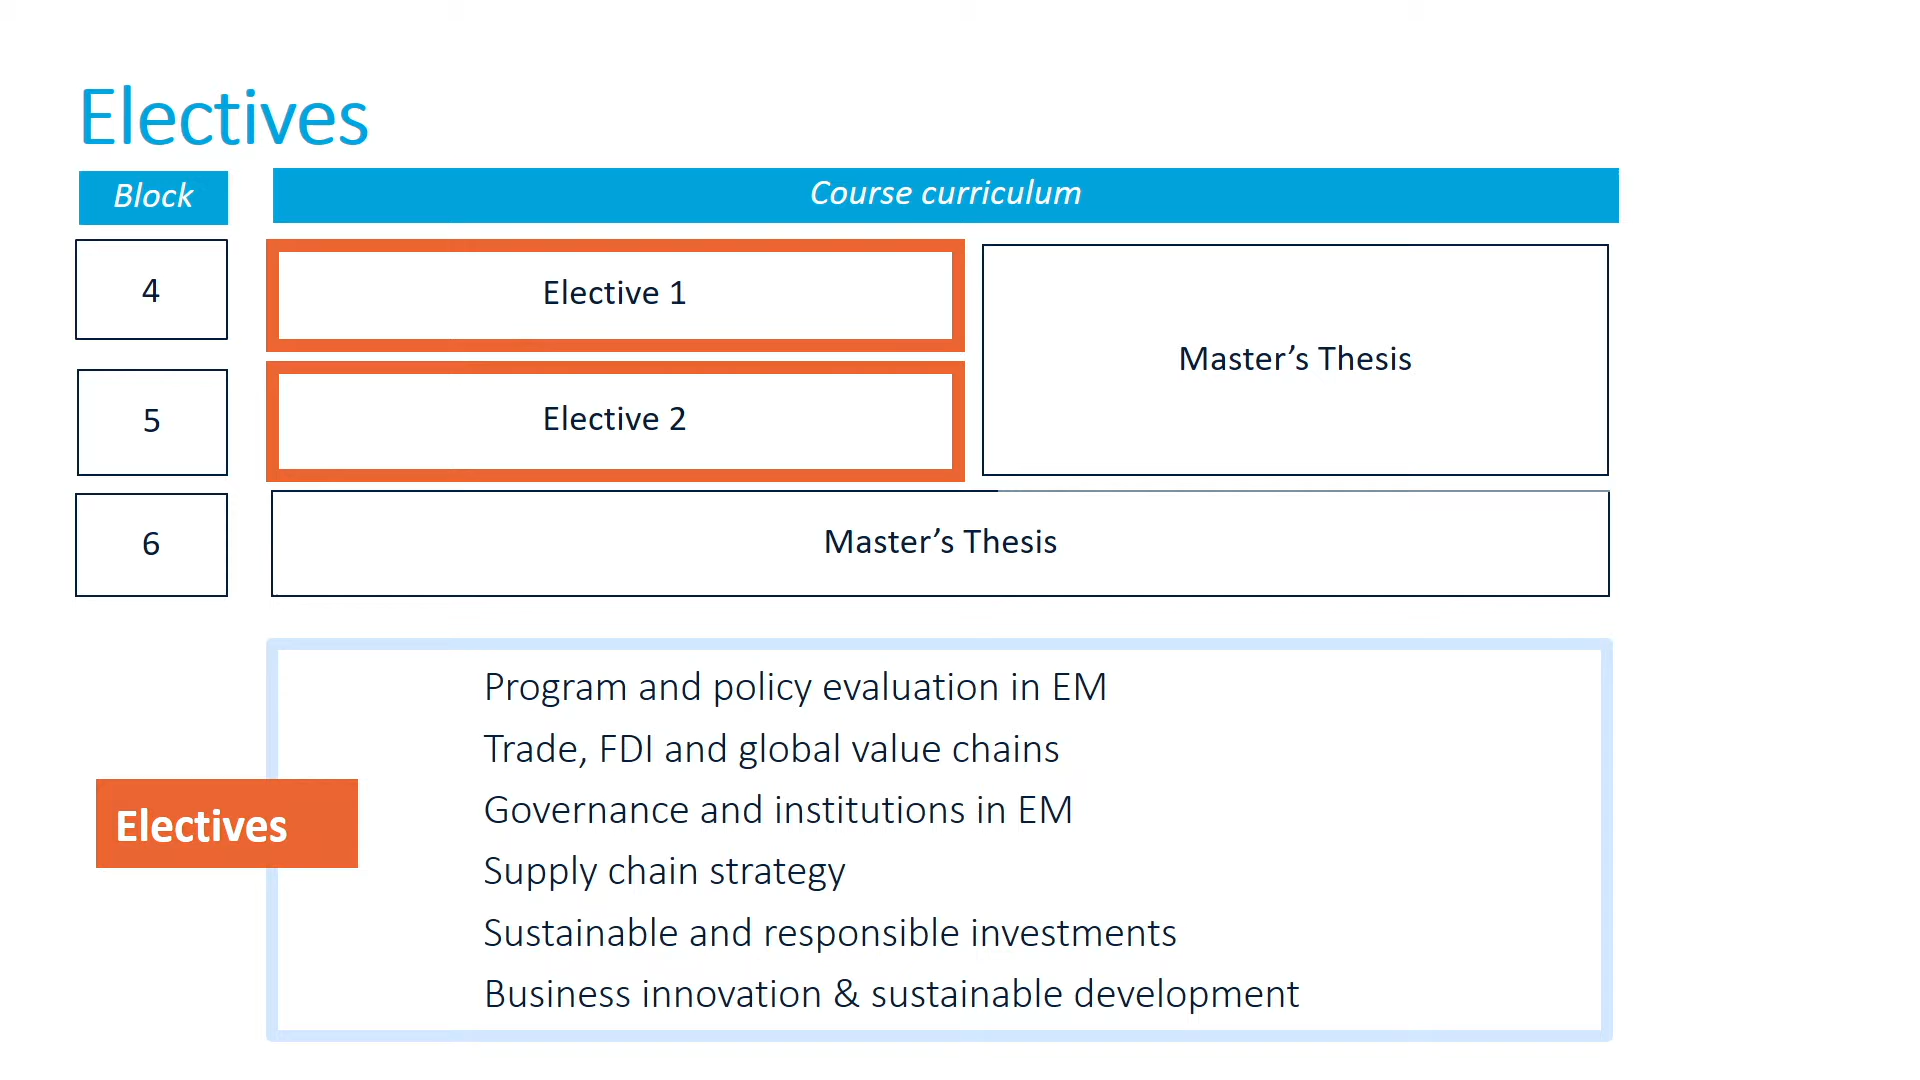 Electives
Block
Course curriculum
4
Elective 1
Master’s Thesis
5
Elective 2
6
Master’s Thesis
Electives
Program and policy evaluation in EM
Trade, FDI and global value chains
Governance and institutions in EM
Supply chain strategy
Sustainable and responsible investments
Business innovation & sustainable development